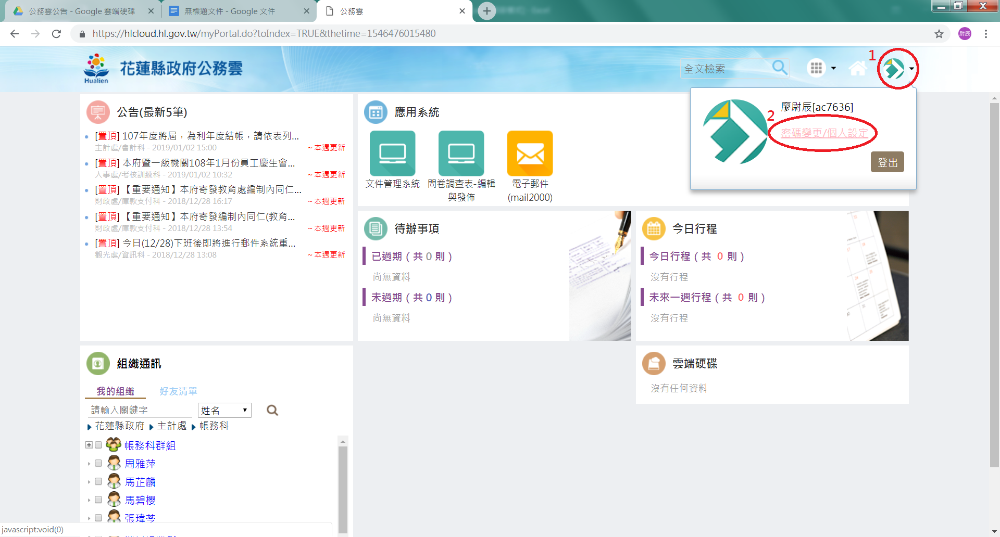 公務雲公告 - Google 雲端硬碟
無標題文件 - Google 文件
公務雲
https://hlcloud.hl.gov.tw/myPortal.do?toIndex=TRUE&thetime=1546476015480
尉辰
Hualien
花蓮縣政府公務雲
全文檢索
1
廖尉辰[ac7636]
2
密碼變更/個人設定
登出
公告(最新5筆)
[置頂] 107年度將屆，為利年度結帳，請依表列...
主計處/會計科 - 2019/01/02 15:00
~ 本週更新
[置頂] 本府暨一級機關108年1月份員工慶生會...
人事處/考核訓練科 - 2019/01/02 10:32
~ 本週更新
[置頂] 【重要通知】本府寄發教育處編制內同仁...
財政處/庫款支付科 - 2018/12/28 16:17
~ 本週更新
[置頂] 【重要通知】本府寄發編制內同仁(教育...
財政處/庫款支付科 - 2018/12/28 13:54
~ 本週更新
[置頂] 今日(12/28)下班後即將進行郵件系統重...
觀光處/資訊科 - 2018/12/28 13:08
~ 本週更新
應用系統
文件管理系統
問卷調查表-編輯
與發佈
電子郵件
(mail2000)
待辦事項
已過期 ( 共 0 則 )
尚無資料
未過期 ( 共 0 則 )
尚無資料
今日行程
今日行程 ( 共 0 則 )
沒有行程
未來一週行程 ( 共 0 則 )
沒有行程
組織通訊
我的組織
好友清單
請輸入關鍵字
姓名
花蓮縣政府 主計處 帳務科
帳務科群組
周雅萍
馬芷麟
馬碧櫻
張瑋芩
雲端硬碟
沒有任何資料
javascript:void(0)